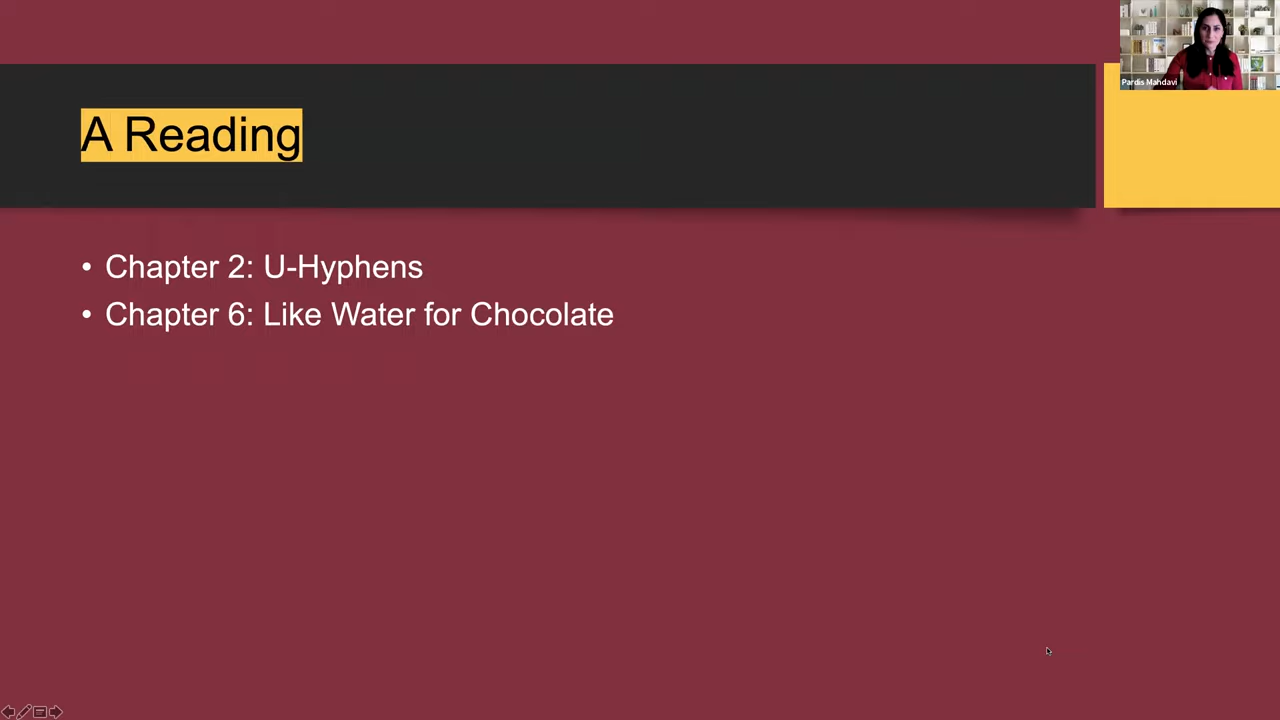 Pardis Mahdavi
A Reading
• Chapter 2: U-Hyphens
• Chapter 6: Like Water for Chocolate